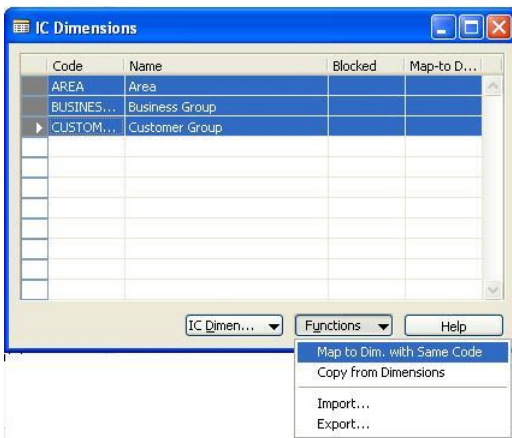 IC Dimensions
Code Name Blocked Map-to D...
AREA Area
BUSINES... Business Group
CUSTOM... Customer Group
IC Dimen... Functions Help
Map to Dim. with Same Code
Copy from Dimensions
Import...
Export...